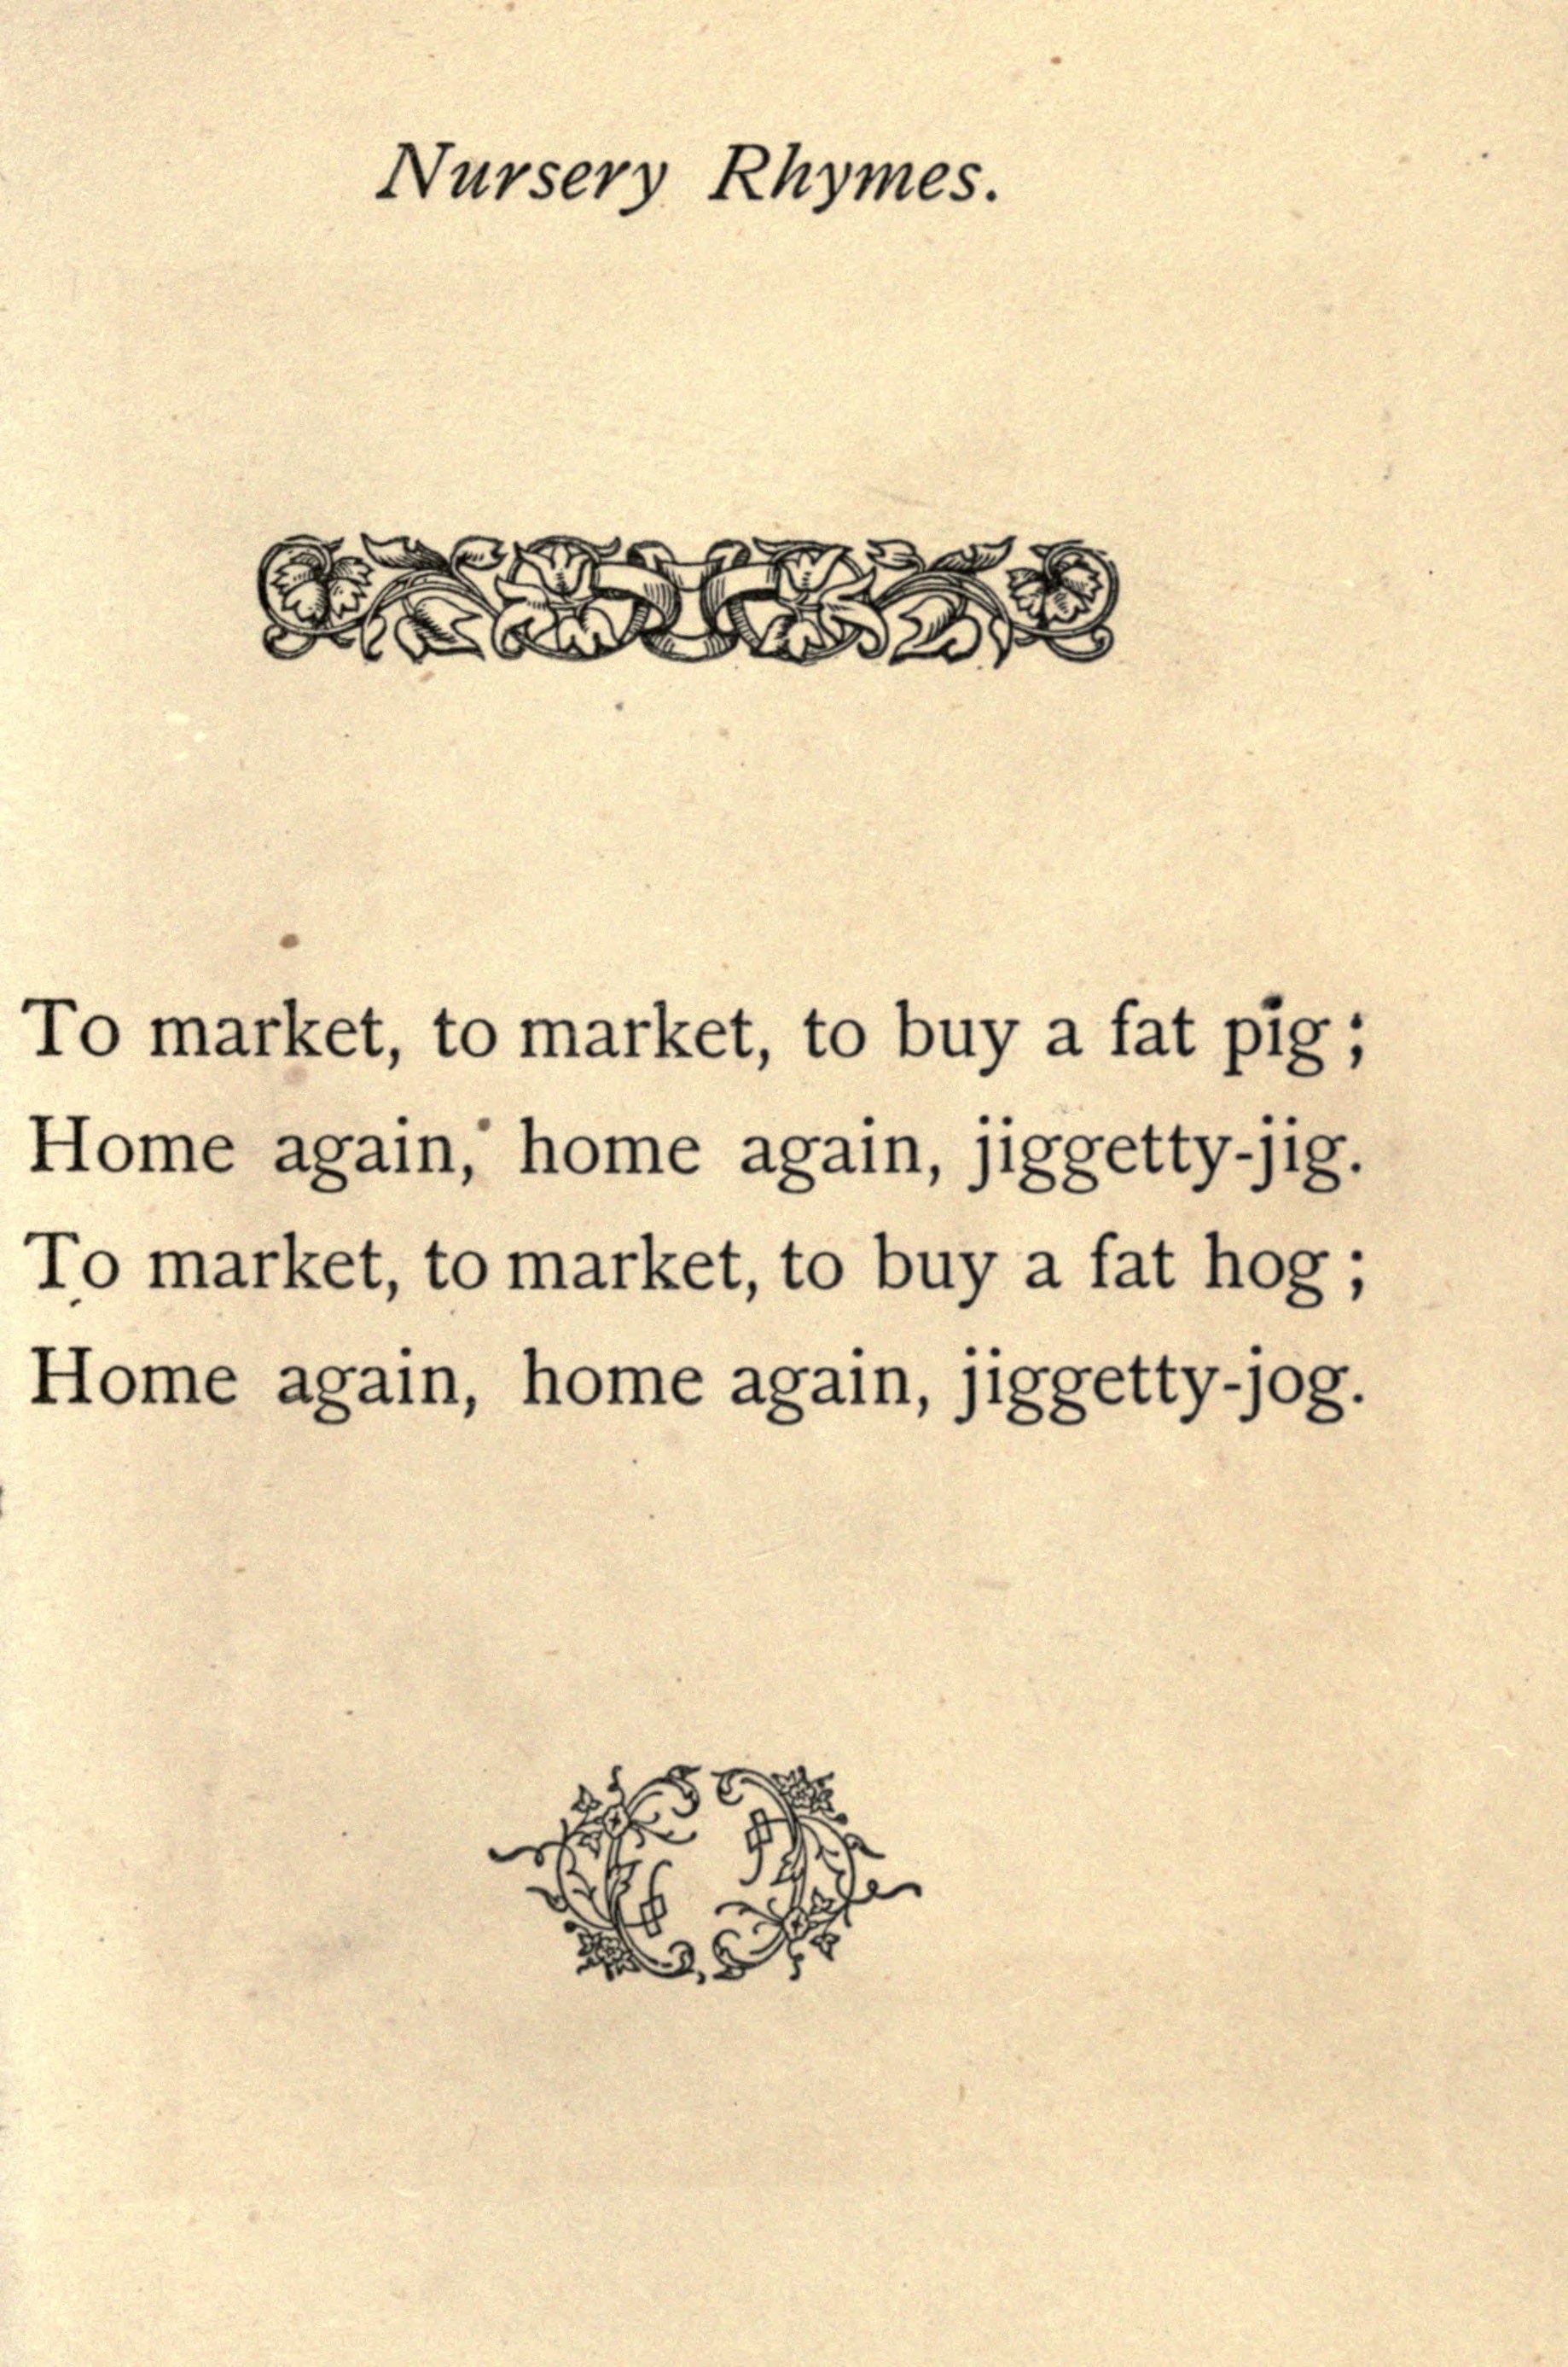 Nursery Rhymes.
To market, to market, to buy a fat pig ;
Home again, home again, jiggetty-jig.
To market, to market, to buy a fat hog ;
Home again, home again, jiggetty-jog.